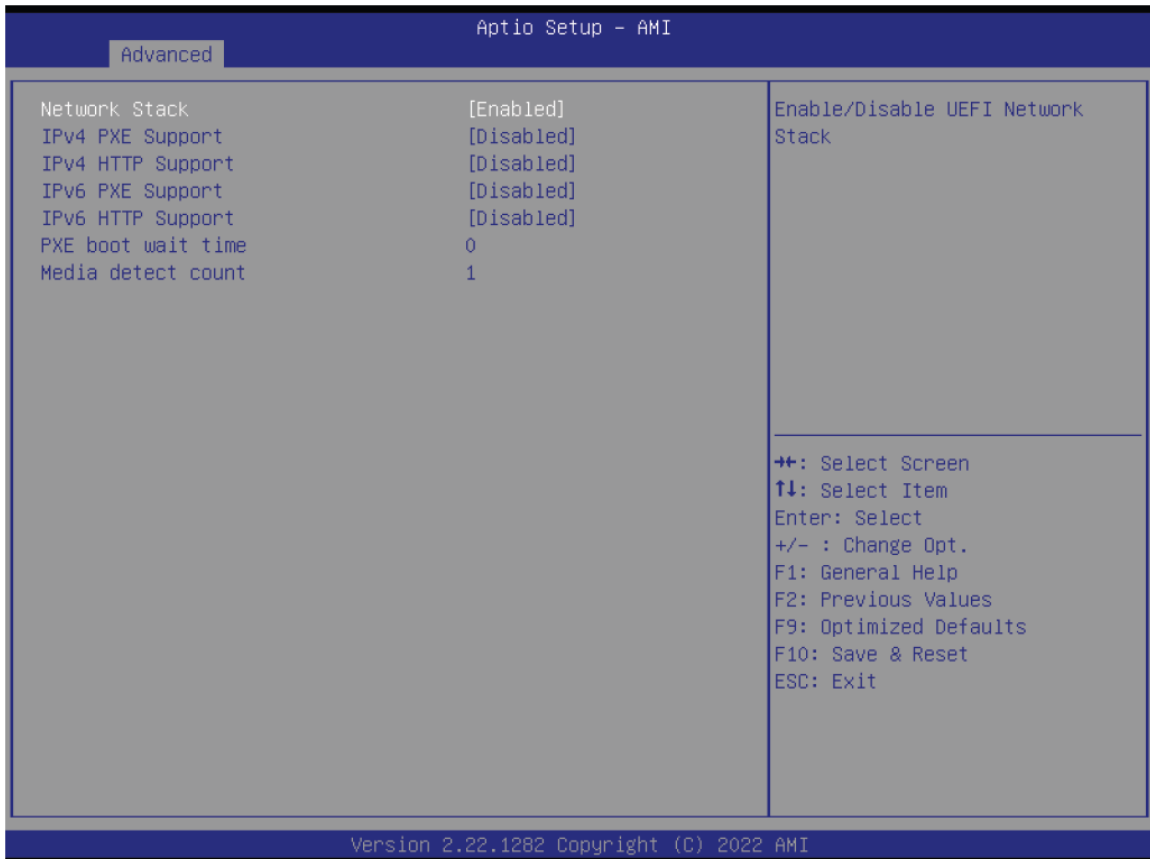 Aptio Setup – AMI
Advanced
Network Stack [Enabled]
IPv4 PXE Support [Disabled]
IPv4 HTTP Support [Disabled]
IPv6 PXE Support [Disabled]
IPv6 HTTP Support [Disabled]
PXE boot wait time 0
Media detect count 1
Enable/Disable UEFI Network
Stack
→←: Select Screen
↑↓: Select Item
Enter: Select
+/- : Change Opt.
F1: General Help
F2: Previous Values
F9: Optimized Defaults
F10: Save & Reset
ESC: Exit
Version 2.22.1282 Copyright (C) 2022 AMI